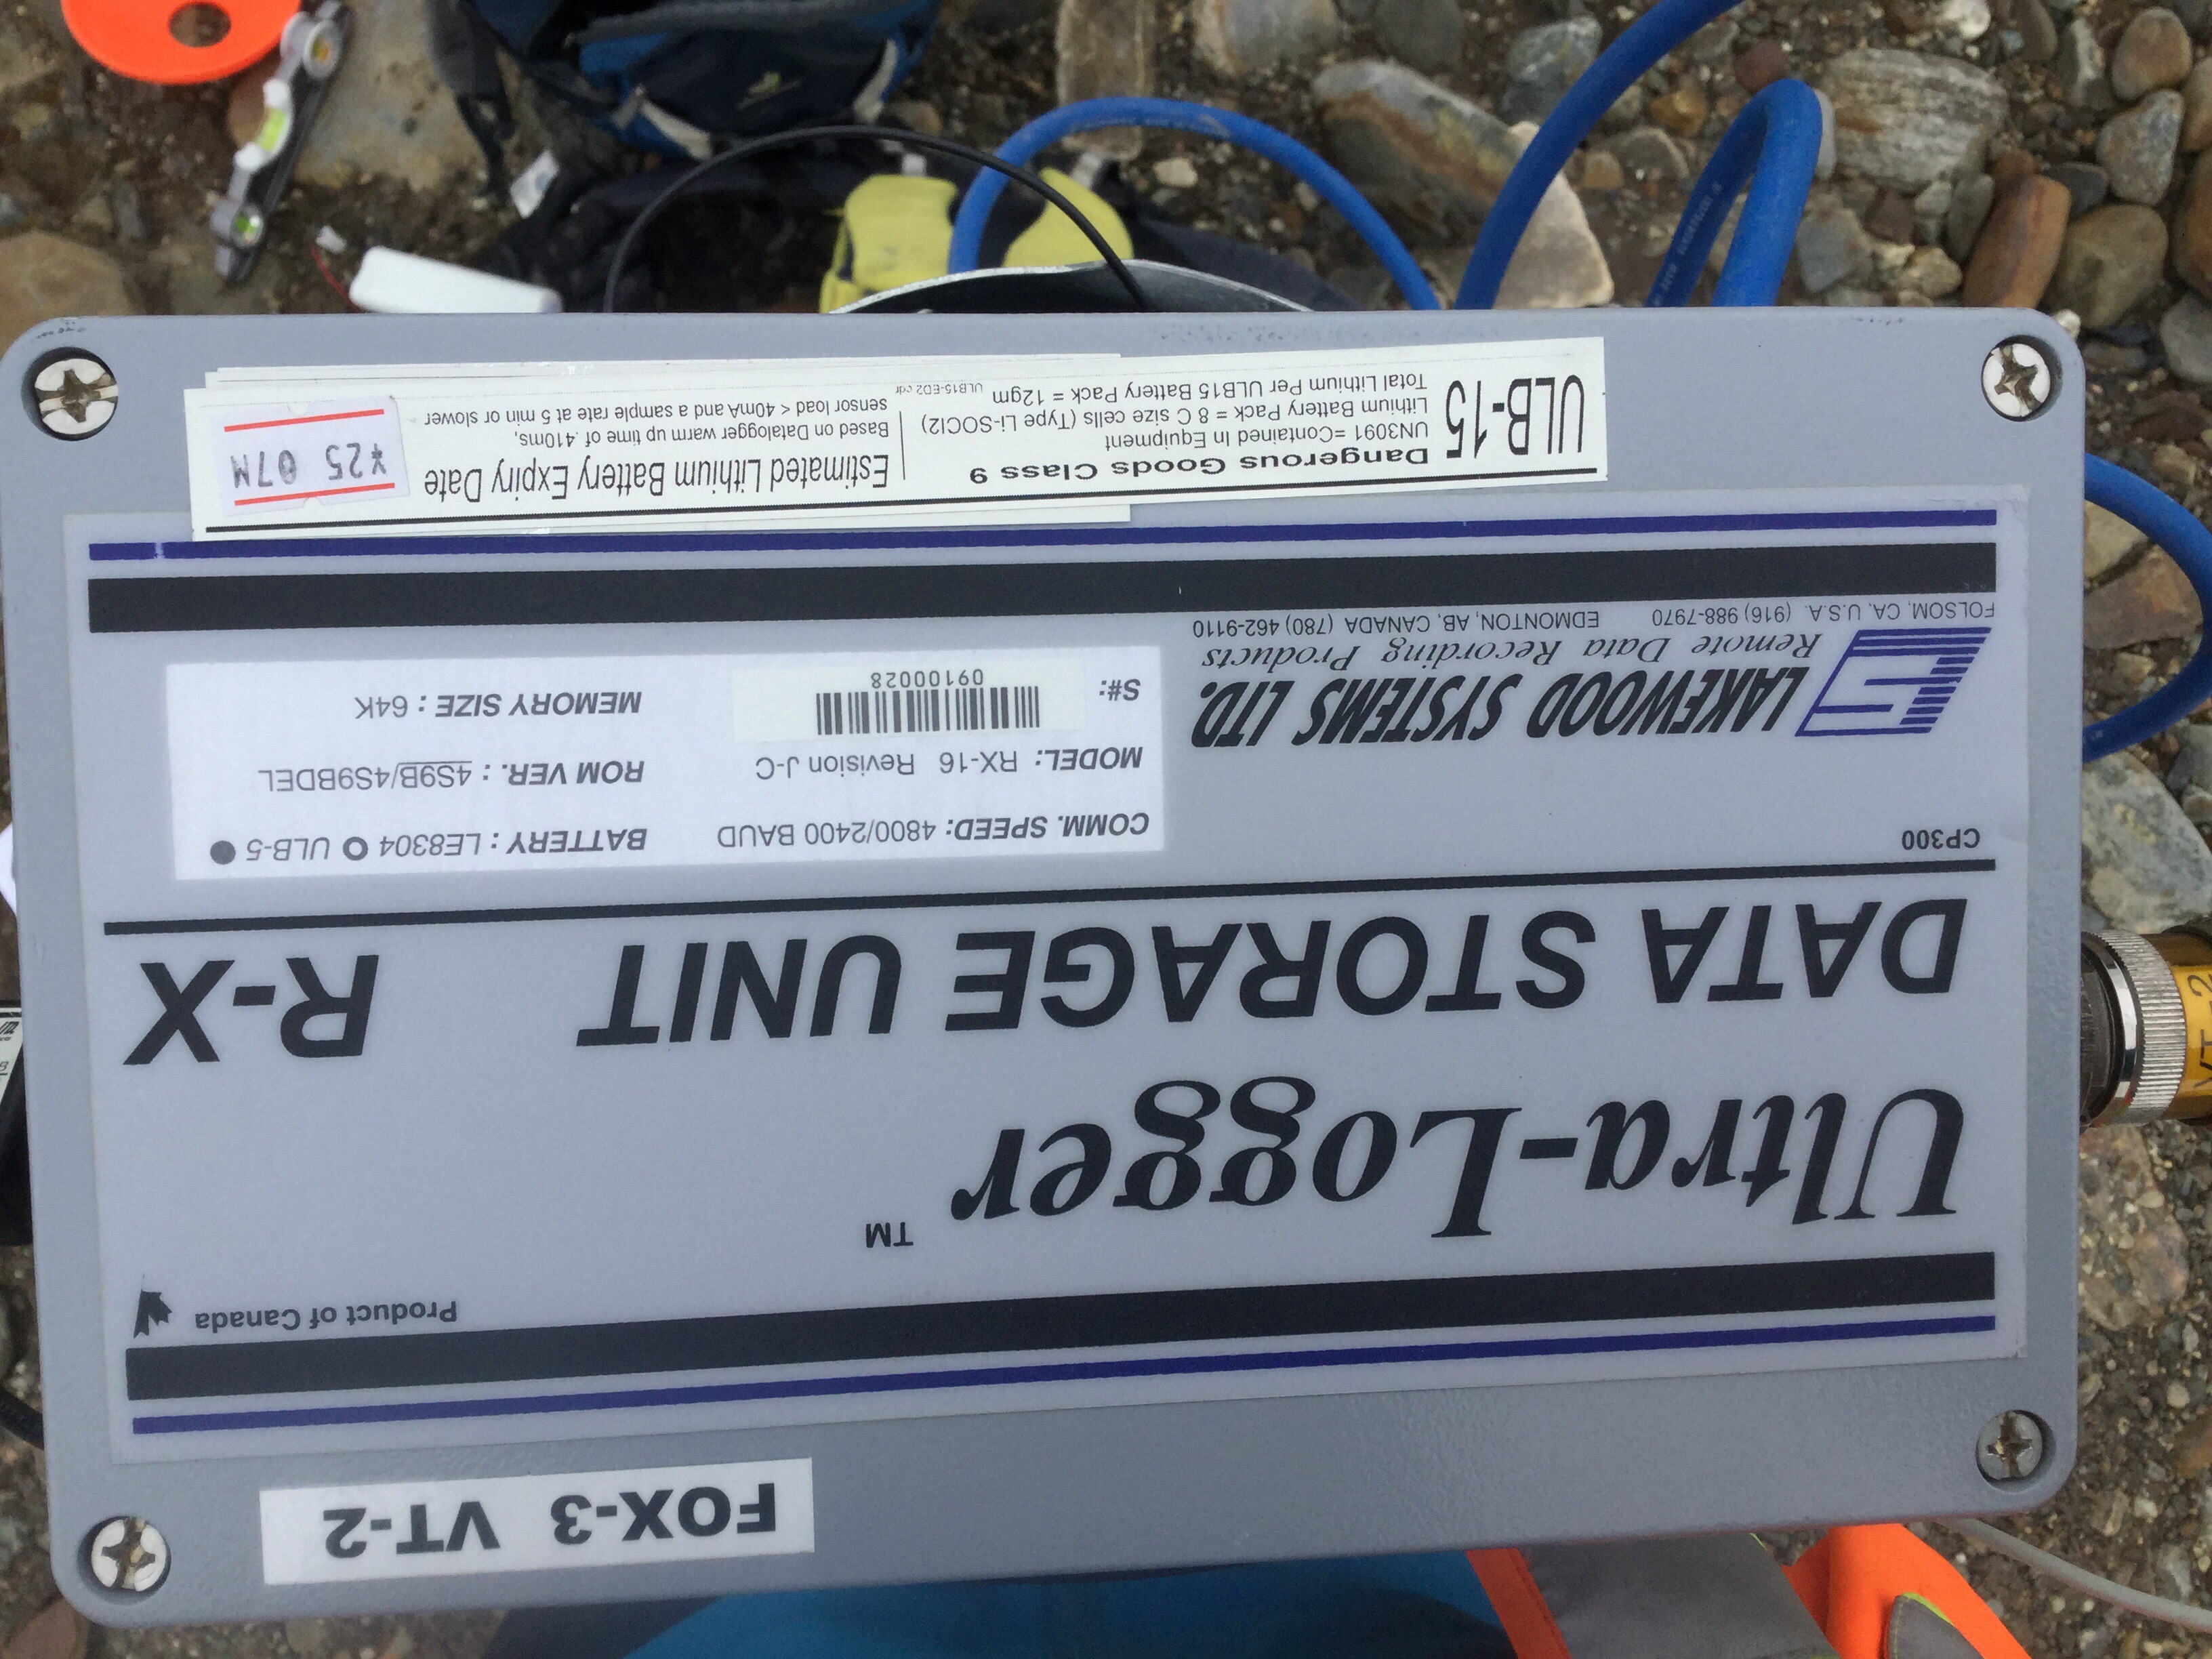 FOX-3 VT-2
Product of Canada
Ultra-Logger TM
DATA STORAGE UNIT R-X
CP300
COMM. SPEED: 4800/2400 BAUD BATTERY : LE8304 ULB-5
MODEL: RX-16 Revision J-C ROM VER. : 4S9B/4S9BDEL
S#: 09100028 MEMORY SIZE : 64K
LAKEWOOD SYSTEMS LTD.
Remote Data Recording Products
FOLSOM, CA, U.S.A. (916) 988-7970 EDMONTON, AB, CANADA (780) 462-9110
ULB-15
Dangerous Goods Class 9
UN3091 =Contained In Equipment
Lithium Battery Pack = 8 C size cells (Type Li-SOCl2)
Total Lithium Per ULB15 Battery Pack = 12gm ULB15-ED2.cdr
Estimated Lithium Battery Expiry Date
Based on Datalogger warm up time of .410ms,
sensor load < 40mA and a sample rate at 5 min or slower
¥25 07M